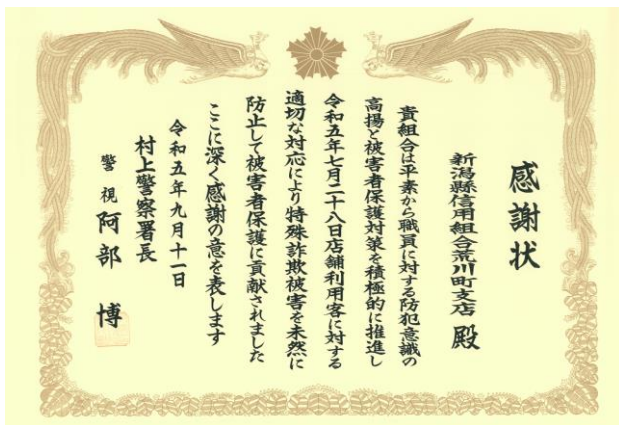 感謝状
新潟縣信用組合荒川町支店 殿
貴組合は平素から職員に対する防犯意識の
高揚と被害者保護対策を積極的に推進し
令和五年七月二十八日店舗利用客に対する
適切な対応により特殊詐欺被害を未然に
防止して被害者保護に貢献されました
ここに深く感謝の意を表します
令和五年九月十一日
村上警察署長
警視 阿部 博